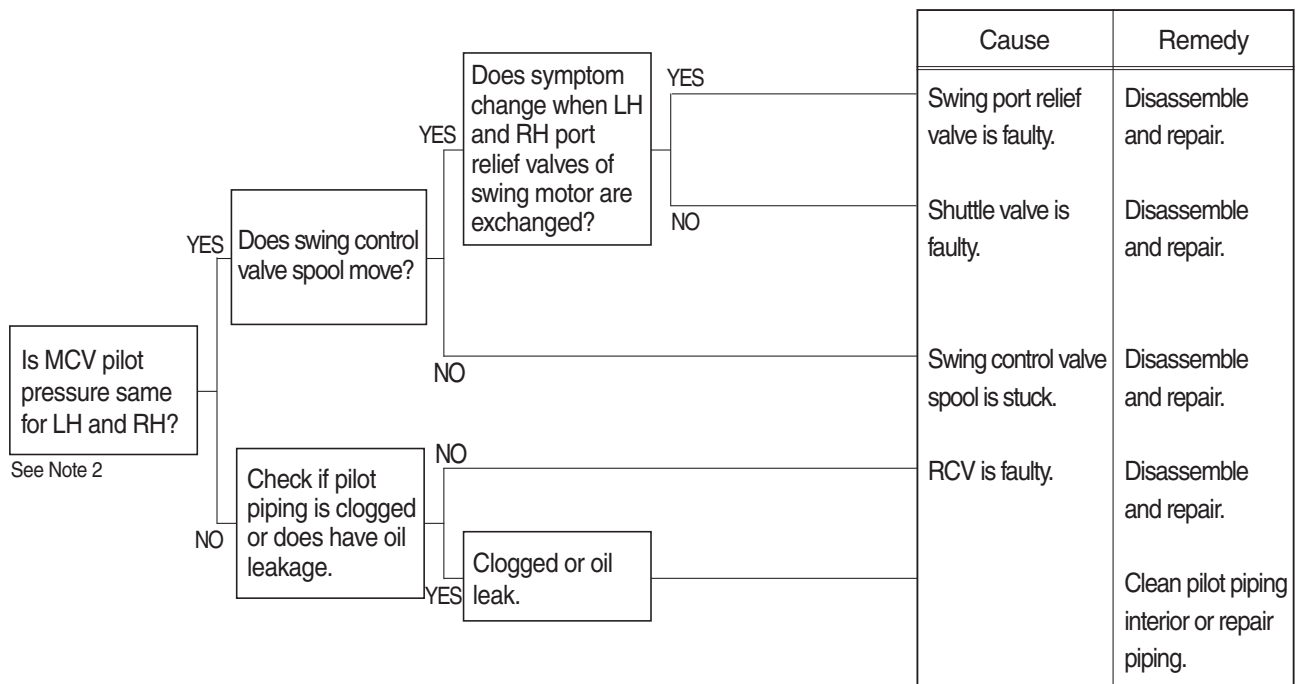 Cause
Remedy
Does symptom
change when LH
and RH port
relief valves of
swing motor are
exchanged?
YES
YES
NO
Swing port relief
valve is faulty.
Disassemble
and repair.
Shuttle valve is
faulty.
Disassemble
and repair.
YES
Does swing control
valve spool move?
NO
Swing control valve
spool is stuck.
Disassemble
and repair.
Is MCV pilot
pressure same
for LH and RH?
See Note 2
NO
Check if pilot
piping is clogged
or does have oil
leakage.
NO
RCV is faulty.
Disassemble
and repair.
YES
Clogged or oil
leak.
Clean pilot piping
interior or repair
piping.